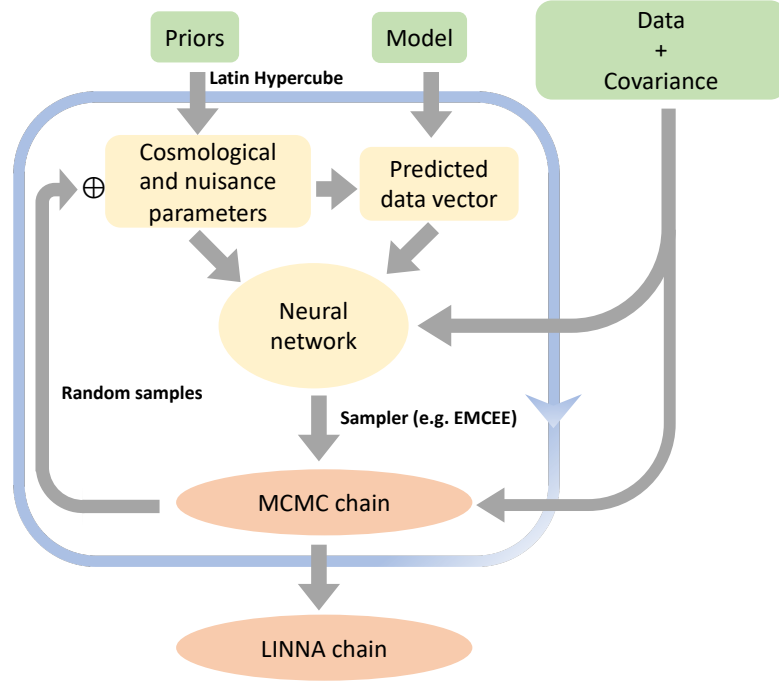 Priors
Model
Data
+
Covariance
Latin Hypercube
Cosmological
and nuisance
parameters
Predicted
data vector
⊕
Neural
network
Random samples
Sampler (e.g. EMCEE)
MCMC chain
LINNA chain